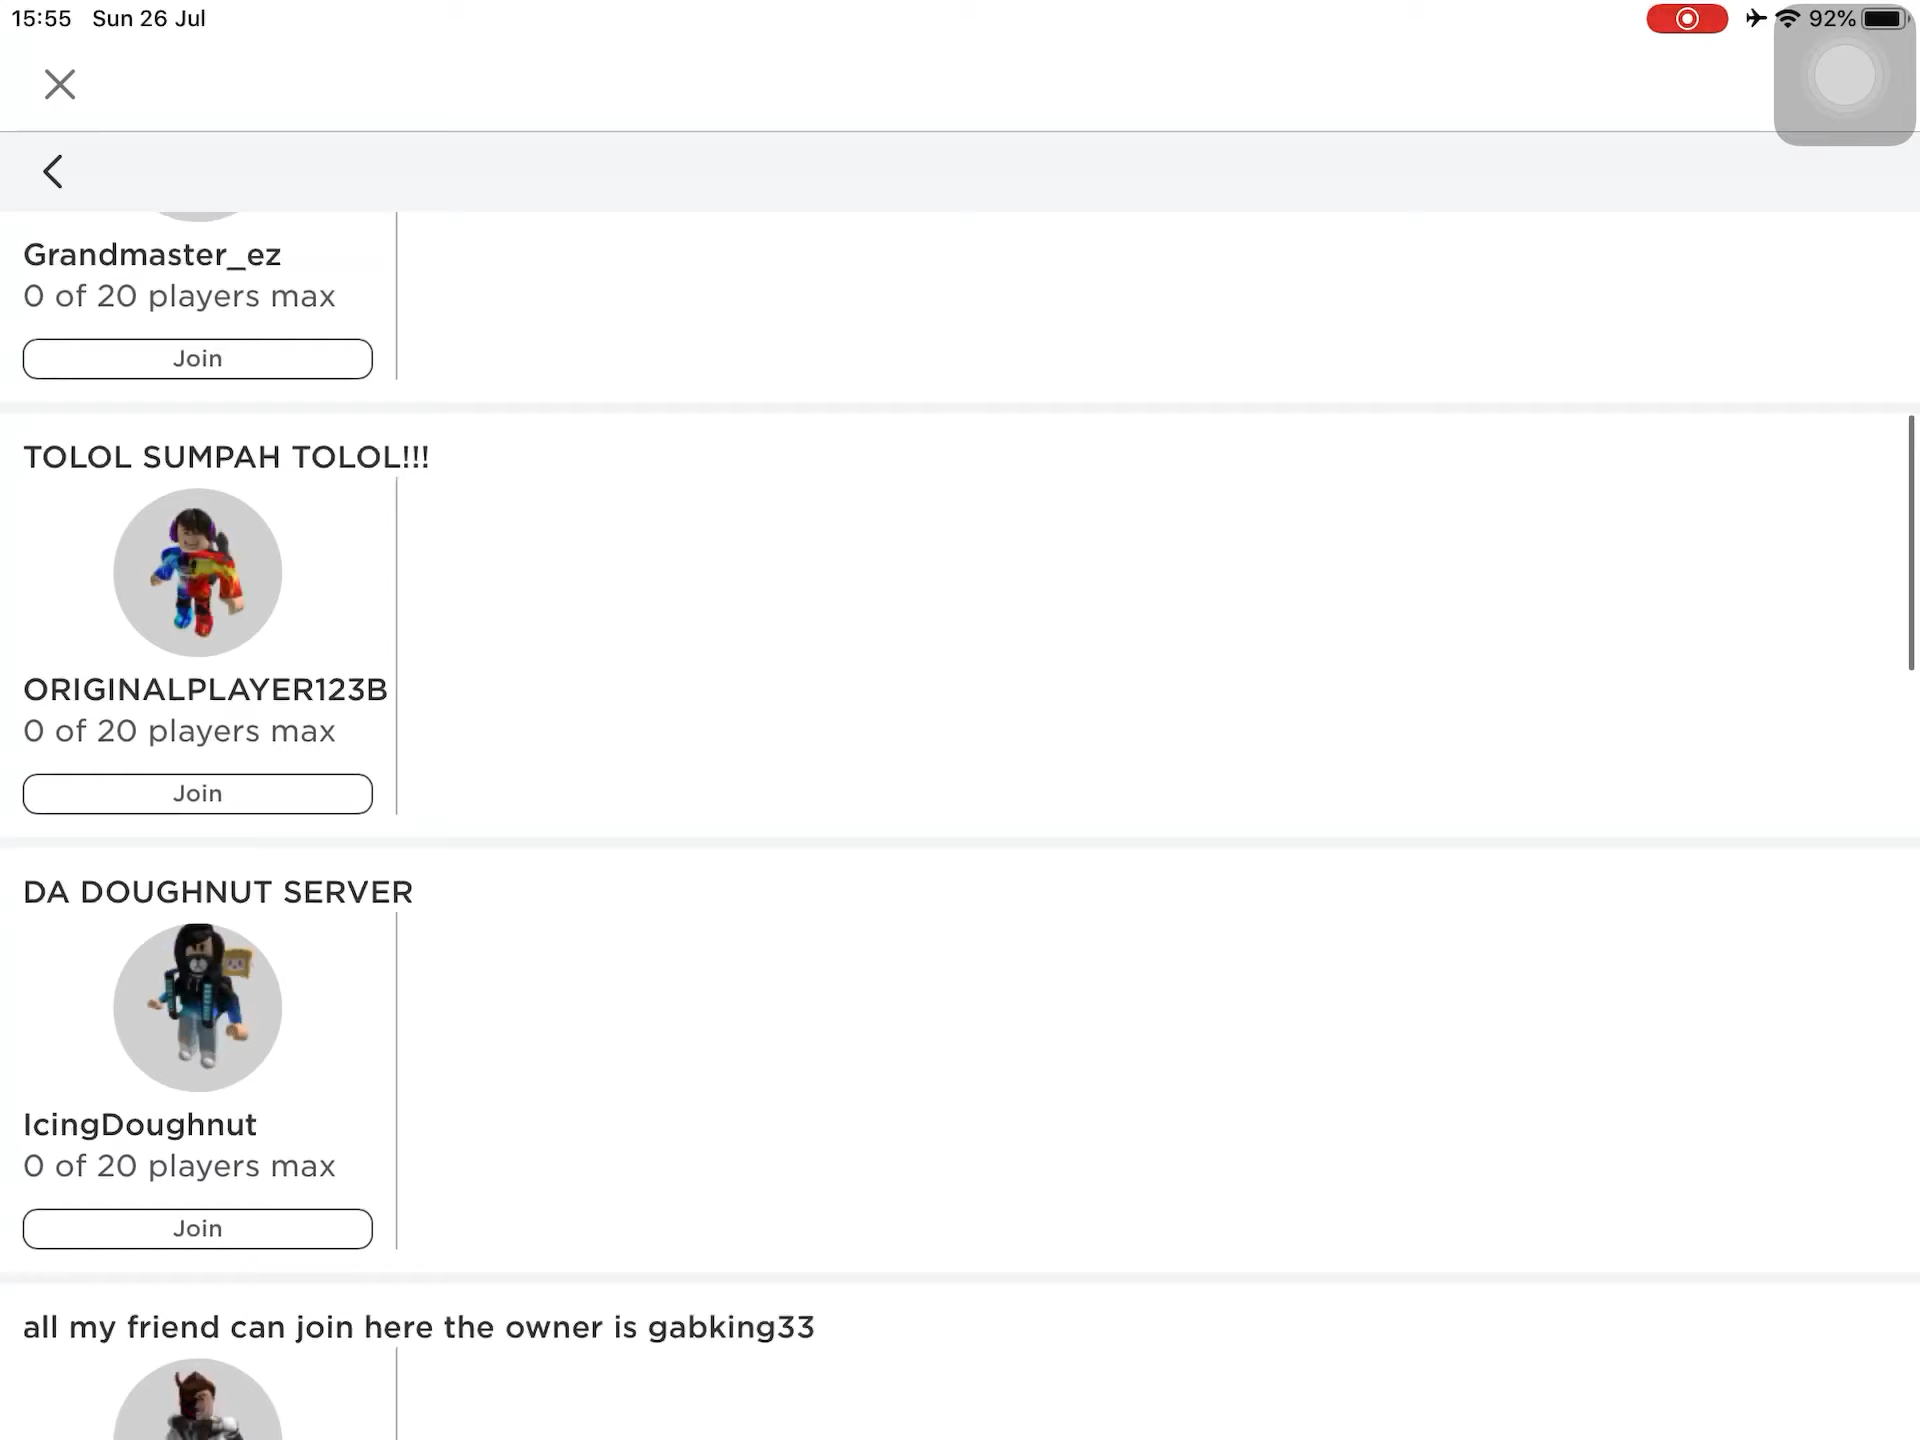 15:55 Sun 26 Jul 92%
Grandmaster_ez
0 of 20 players max
Join
TOLOL SUMPAH TOLOL!!!
ORIGINALPLAYER123B
0 of 20 players max
Join
DA DOUGHNUT SERVER
IcingDoughnut
0 of 20 players max
Join
all my friend can join here the owner is gabking33